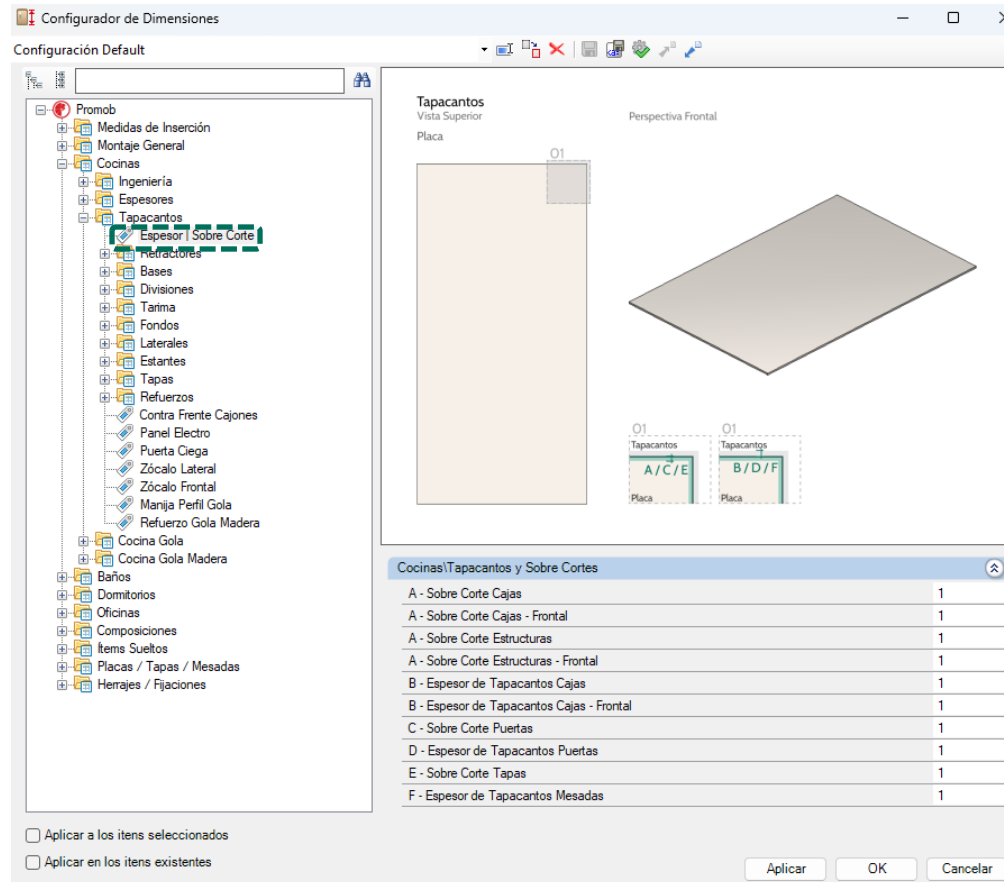 Configurador de Dimensiones
Configuración Default
Promob
Medidas de Inserción
Montaje General
Cocinas
Ingeniería
Espesores
Tapacantos
Espesor | Sobre Corte
Retractores
Bases
Divisiones
Tarima
Fondos
Laterales
Estantes
Tapas
Refuerzos
Contra Frente Cajones
Panel Electro
Puerta Ciega
Zócalo Lateral
Zócalo Frontal
Manija Perfil Gola
Refuerzo Gola Madera
Cocina Gola
Cocina Gola Madera
Baños
Dormitorios
Oficinas
Composiciones
Ítems Sueltos
Placas / Tapas / Mesadas
Herrajes / Fijaciones
Tapacantos
Vista Superior
Perspectiva Frontal
Placa
01
01
Tapacantos
A/C/E
Placa
01
Tapacantos
B/D/F
Placa
Cocinas\Tapacantos y Sobre Cortes
A - Sobre Corte Cajas 1
A - Sobre Corte Cajas - Frontal 1
A - Sobre Corte Estructuras 1
A - Sobre Corte Estructuras - Frontal 1
B - Espesor de Tapacantos Cajas 1
B - Espesor de Tapacantos Cajas - Frontal 1
C - Sobre Corte Puertas 1
D - Espesor de Tapacantos Puertas 1
E - Sobre Corte Tapas 1
F - Espesor de Tapacantos Mesadas 1
Aplicar a los itens seleccionados
Aplicar en los itens existentes
Aplicar OK Cancelar